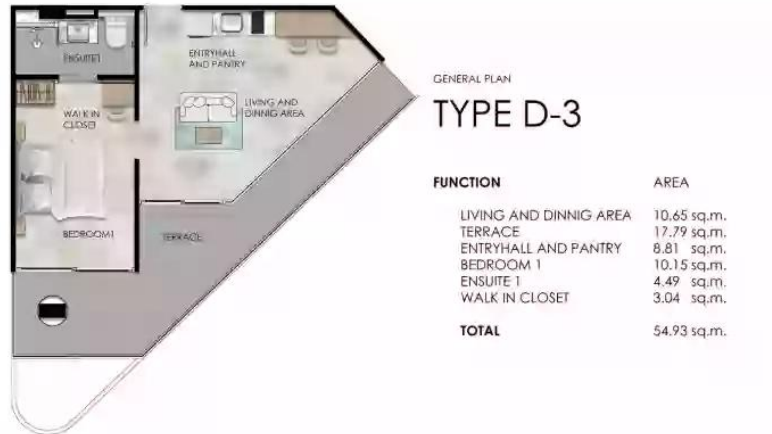 ENSUITE1
ENTRYHALL
AND PANTRY
WALK IN
CLOSET
LIVING AND
DINNIG AREA
BEDROOM1
TERRACE
GENERAL PLAN
TYPE D-3
FUNCTION AREA
LIVING AND DINNIG AREA 10.65 sq.m.
TERRACE 17.79 sq.m.
ENTRYHALL AND PANTRY 8.81 sq.m.
BEDROOM 1 10.15 sq.m.
ENSUITE 1 4.49 sq.m.
WALK IN CLOSET 3.04 sq.m.
TOTAL 54.93 sq.m.